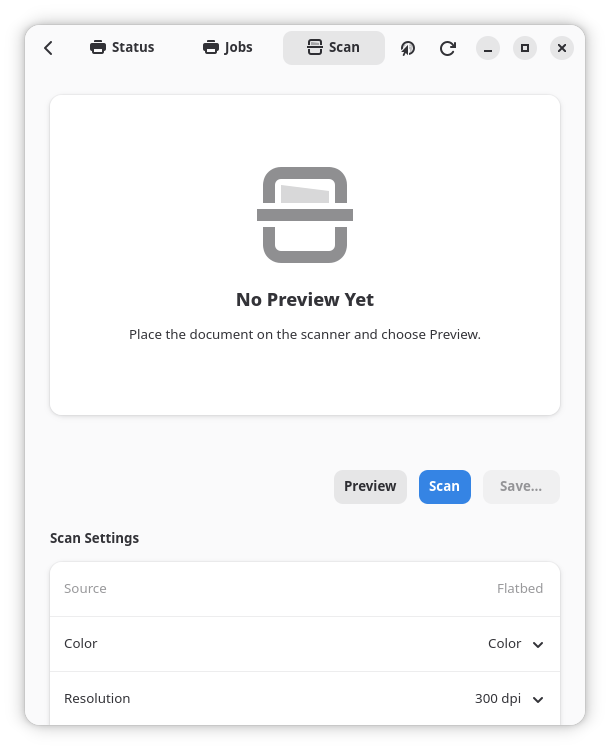 Status
Jobs
Scan
No Preview Yet
Place the document on the scanner and choose Preview.
Preview
Scan
Save...
Scan Settings
Source
Flatbed
Color
Color
Resolution
300 dpi